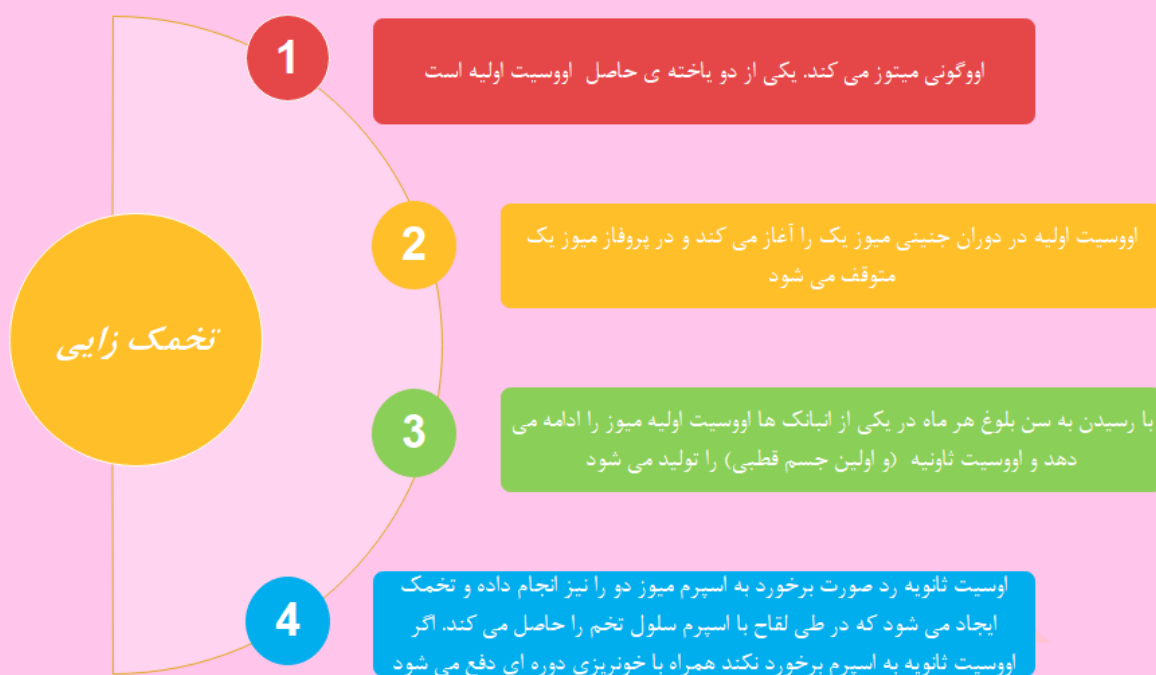 1
اووگونی میتوز می کند. یکی از دو یاخته ی حاصل اووسیت اولیه است
2
اووسیت اولیه در دوران جنینی میوز یک را آغاز می کند و در پروفاز میوز یک
متوقف می شود
تخمک زایی
3
با رسیدن به سن بلوغ هر ماه در یکی از انبانک ها اووسیت اولیه میوز را ادامه می
دهد و اووسیت ثاونیه (و اولین جسم قطبی) را تولید می شود
4
اوسیت ثانویه رد صورت برخورد به اسپرم میوز دو را نیز انجام داده و تخمک
ایجاد می شود که در طی لقاح با اسپرم سلول تخم را حاصل می کند. اگر
اووسیت ثانویه به اسپرم برخورد نکند همراه با خونریزی دوره ای دفع می شود